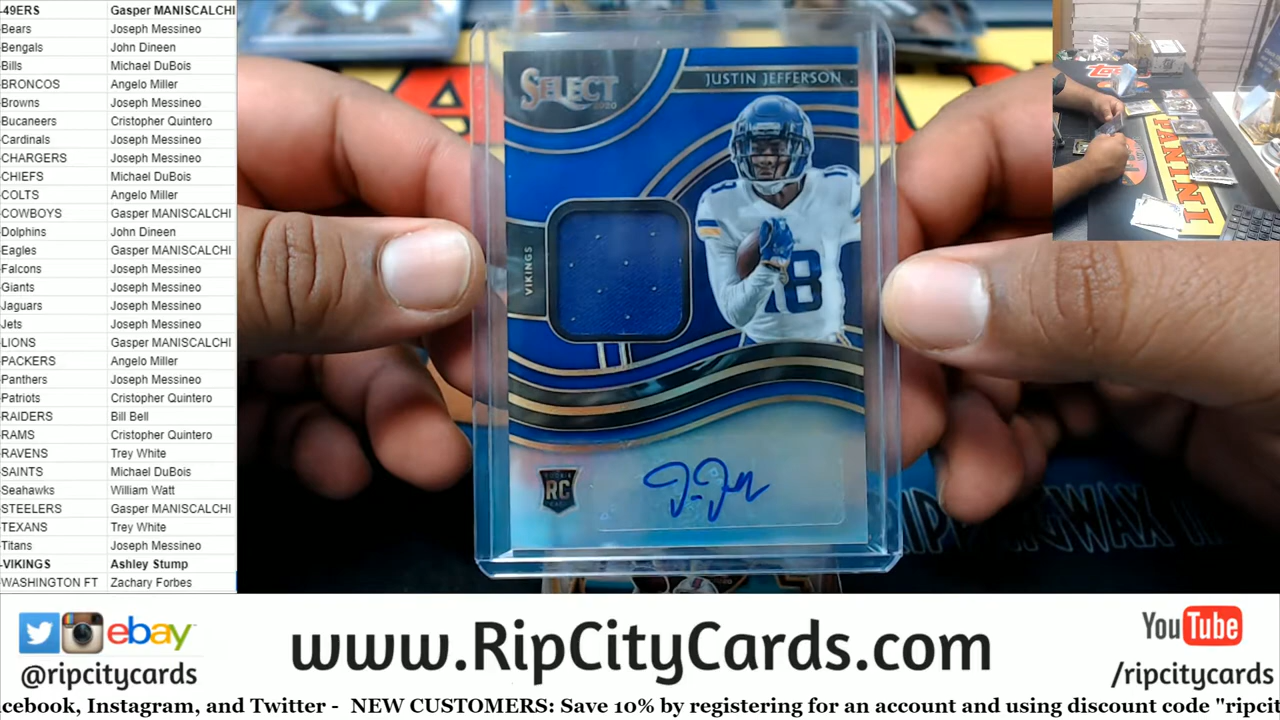 -49ERS Gasper MANISCALCHI
-Bears Joseph Messineo
-Bengals John Dineen
-Bills Michael DuBois
-BRONCOS Angelo Miller
-Browns Joseph Messineo
-Bucaneers Cristopher Quintero
-Cardinals Joseph Messineo
-CHARGERS Joseph Messineo
-CHIEFS Michael DuBois
-COLTS Angelo Miller
-COWBOYS Gasper MANISCALCHI
-Dolphins John Dineen
-Eagles Gasper MANISCALCHI
-Falcons Joseph Messineo
-Giants Joseph Messineo
-Jaguars Joseph Messineo
-Jets Joseph Messineo
-LIONS Gasper MANISCALCHI
-PACKERS Angelo Miller
-Panthers Joseph Messineo
-Patriots Cristopher Quintero
-RAIDERS Bill Bell
-RAMS Cristopher Quintero
-RAVENS Trey White
-SAINTS Michael DuBois
-Seahawks William Watt
-STEELERS Gasper MANISCALCHI
-TEXANS Trey White
-Titans Joseph Messineo
-VIKINGS Ashley Stump
-WASHINGTON FT Zachary Forbes
SELECT
2020
JUSTIN JEFFERSON
VIKINGS
18
RC
PANINI
ebay
@ripcitycards
www.RipCityCards.com
YouTube
/ripcitycards
cebook, Instagram, and Twitter - NEW CUSTOMERS: Save 10% by registering for an account and using discount code "ripcit